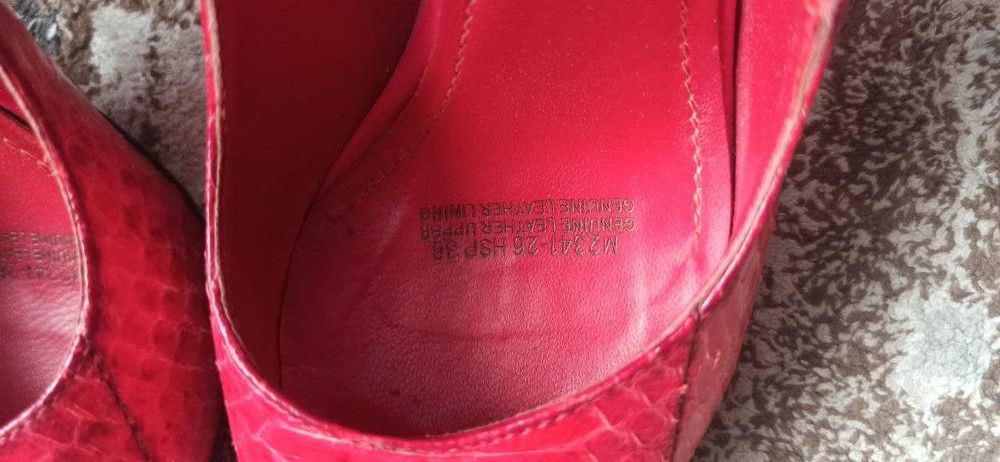 M2341-26 HSP 36
GENUINE LEATHER UPPER
GENUINE LEATHER LINING